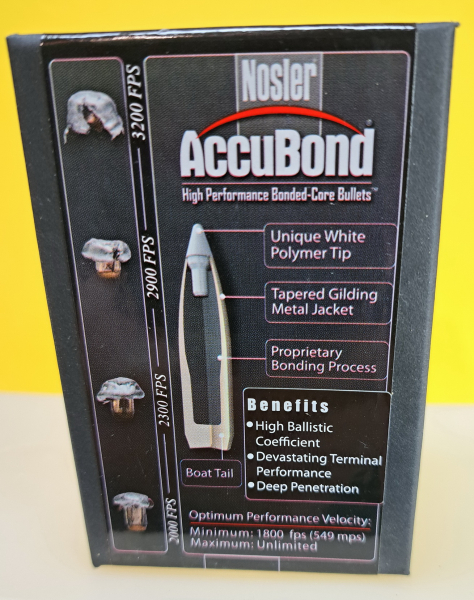 Nosler®
AccuBond®
High Performance Bonded-Core Bullets™
3200 FPS
2900 FPS
2300 FPS
2000 FPS
Unique White
Polymer Tip
Tapered Gilding
Metal Jacket
Proprietary
Bonding Process
Boat Tail
Benefits
•High Ballistic
Coefficient
•Devastating Terminal
Performance
•Deep Penetration
Optimum Performance Velocity:
Minimum: 1800 fps (549 mps)
Maximum: Unlimited